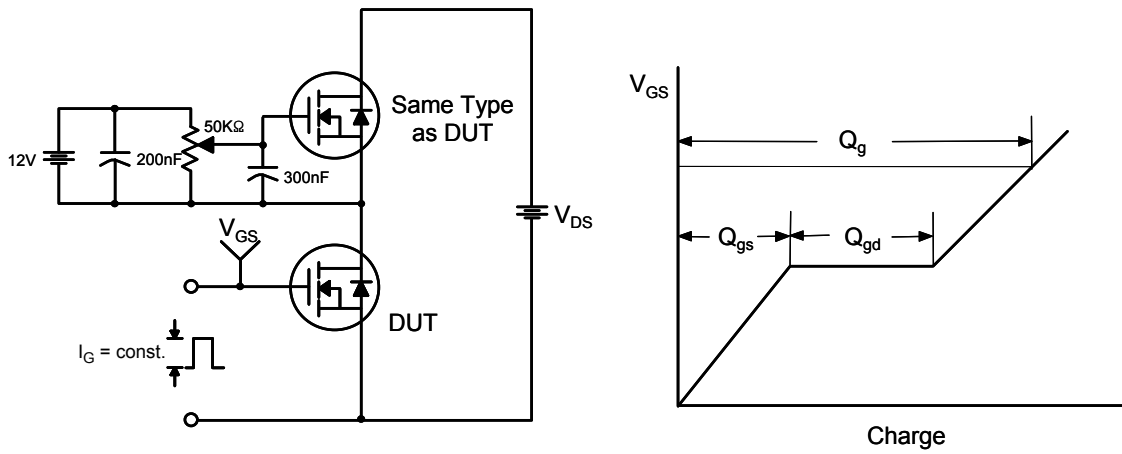 Same Type
as DUT
50KΩ
12V
200nF
300nF
V_GS
V_DS
DUT
I_G = const.
V_GS
Q_g
Q_gs
Q_gd
Charge